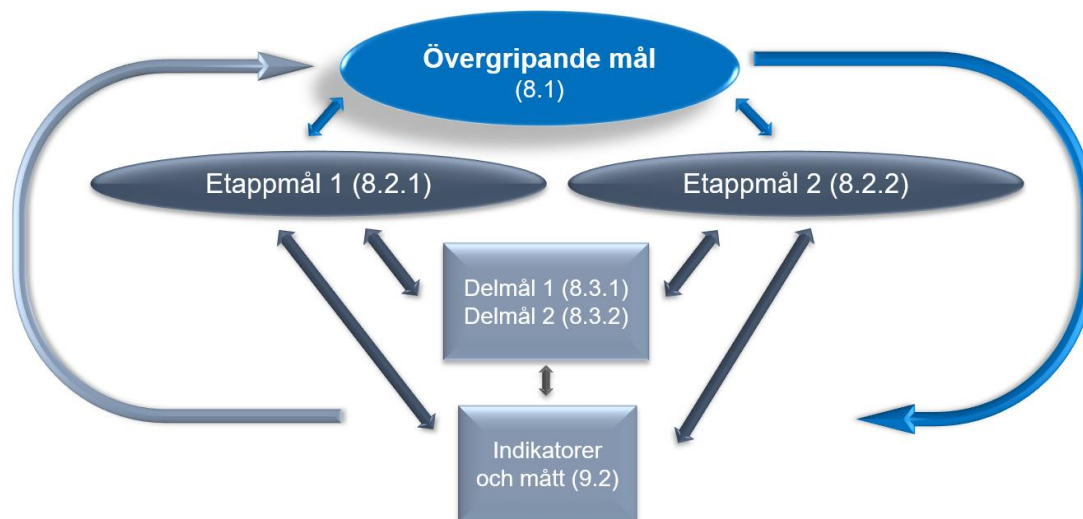 Övergripande mål
(8.1)
Etappmål 1 (8.2.1)
Etappmål 2 (8.2.2)
Delmål 1 (8.3.1)
Delmål 2 (8.3.2)
Indikatorer
och mått (9.2)